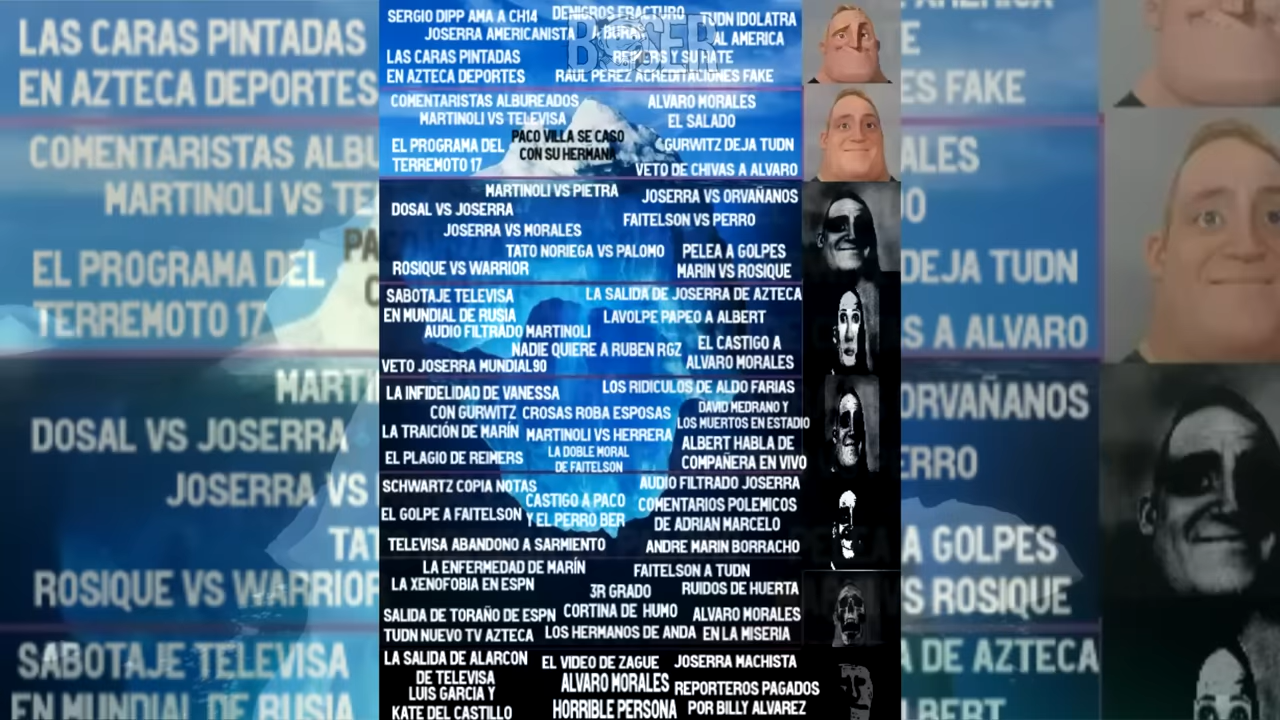 SERGIO DIPP AMA A CH14
DENIGROS FRACTURO
A BURAK
TUDN IDOLATRA
AL AMERICA
JOSERRA AMERICANISTA
LAS CARAS PINTADAS
EN AZTECA DEPORTES
REIMERS Y SU HATE
RAUL PEREZ ACREDITACIONES FAKE
BOSER
COMENTARISTAS ALBUREADOS
MARTINOLI VS TELEVISA
ALVARO MORALES
EL SALADO
EL PROGRAMA DEL
TERREMOTO 17
PACO VILLA SE CASO
CON SU HERMANA
GURWITZ DEJA TUDN
VETO DE CHIVAS A ALVARO
MARTINOLI VS PIETRA
JOSERRA VS ORVAÑANOS
DOSAL VS JOSERRA
FAITELSON VS PERRO
JOSERRA VS MORALES
TATO NORIEGA VS PALOMO
PELEA A GOLPES
MARIN VS ROSIQUE
ROSIQUE VS WARRIOR
SABOTAJE TELEVISA
EN MUNDIAL DE RUSIA
LA SALIDA DE JOSERRA DE AZTECA
LAVOLPE PAPEO A ALBERT
AUDIO FILTRADO MARTINOLI
NADIE QUIERE A RUBEN RGZ
EL CASTIGO A
ALVARO MORALES
VETO JOSERRA MUNDIAL90
LA INFIDELIDAD DE VANESSA
CON GURWITZ
LOS RIDICULOS DE ALDO FARIAS
CROSAS ROBA ESPOSAS
DAVID MEDRANO Y
LOS MUERTOS EN ESTADIO
LA TRAICIÓN DE MARÍN
MARTINOLI VS HERRERA
ALBERT HABLA DE
COMPAÑERA EN VIVO
EL PLAGIO DE REIMERS
LA DOBLE MORAL
DE FAITELSON
SCHWARTZ COPIA NOTAS
AUDIO FILTRADO JOSERRA
CASTIGO A PACO
Y EL PERRO BER
COMENTARIOS POLEMICOS
DE ADRIAN MARCELO
EL GOLPE A FAITELSON
TELEVISA ABANDONO A SARMIENTO
ANDRE MARIN BORRACHO
LA ENFERMEDAD DE MARÍN
FAITELSON A TUDN
LA XENOFOBIA EN ESPN
3R GRADO
RUIDOS DE HUERTA
SALIDA DE TORAÑO DE ESPN
CORTINA DE HUMO
ALVARO MORALES
EN LA MISERIA
TUDN NUEVO TV AZTECA
LOS HERMANOS DE ANDA
LA SALIDA DE ALARCON
DE TELEVISA
EL VIDEO DE ZAGUE
JOSERRA MACHISTA
ALVARO MORALES
HORRIBLE PERSONA
REPORTEROS PAGADOS
POR BILLY ALVAREZ
LUIS GARCIA Y
KATE DEL CASTILLO